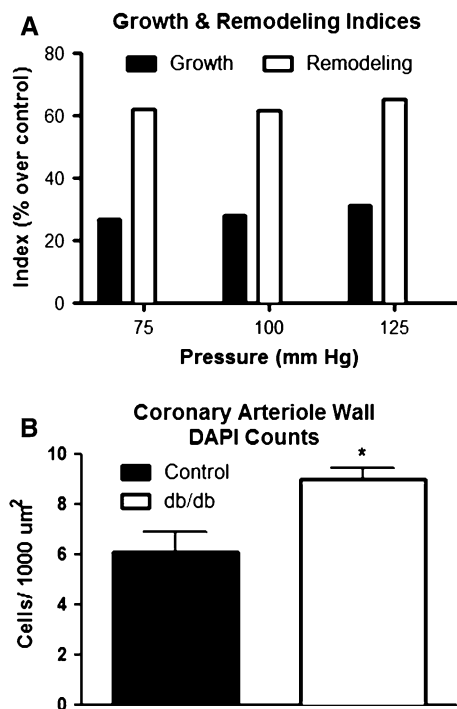 A
Growth & Remodeling Indices
Growth
Remodeling
Index (% over control)
80
60
40
20
0
75
100
125
Pressure (mm Hg)
B
Coronary Arteriole Wall
DAPI Counts
Control
db/db
*
Cells/ 1000 um²
10
8
6
4
2
0